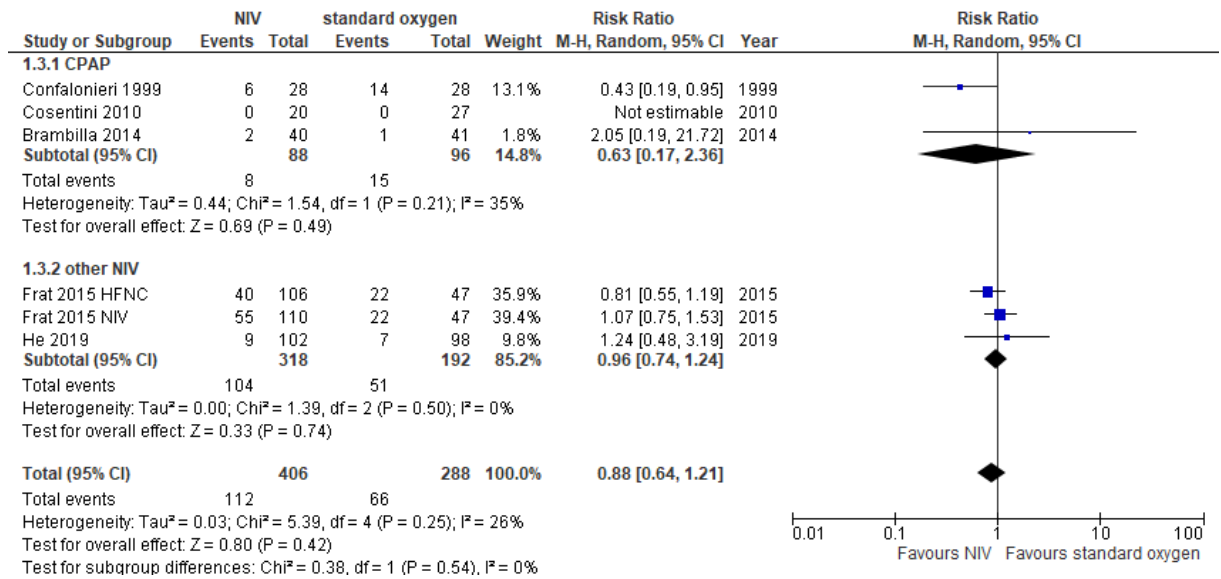 NIV standard oxygen Risk Ratio Risk Ratio
Study or Subgroup Events Total Events Total Weight M-H, Random, 95% CI Year M-H, Random, 95% CI
1.3.1 CPAP
Confalonieri 1999 6 28 14 28 13.1% 0.43 [0.19, 0.95] 1999
Cosentini 2010 0 20 0 27 Not estimable 2010
Brambilla 2014 2 40 1 41 1.8% 2.05 [0.19, 21.72] 2014
Subtotal (95% CI) 88 96 14.8% 0.63 [0.17, 2.36]
Total events 8 15
Heterogeneity: Tau² = 0.44; Chi² = 1.54, df = 1 (P = 0.21); I² = 35%
Test for overall effect: Z = 0.69 (P = 0.49)
1.3.2 other NIV
Frat 2015 HFNC 40 106 22 47 35.9% 0.81 [0.55, 1.19] 2015
Frat 2015 NIV 55 110 22 47 39.4% 1.07 [0.75, 1.53] 2015
He 2019 9 102 7 98 9.8% 1.24 [0.48, 3.19] 2019
Subtotal (95% CI) 318 192 85.2% 0.96 [0.74, 1.24]
Total events 104 51
Heterogeneity: Tau² = 0.00; Chi² = 1.39, df = 2 (P = 0.50); I² = 0%
Test for overall effect: Z = 0.33 (P = 0.74)
Total (95% CI) 406 288 100.0% 0.88 [0.64, 1.21]
Total events 112 66
Heterogeneity: Tau² = 0.03; Chi² = 5.39, df = 4 (P = 0.25); I² = 26%
Test for overall effect: Z = 0.80 (P = 0.42)
Test for subgroup differences: Chi² = 0.38, df = 1 (P = 0.54), I² = 0%
0.01 0.1 1 10 100
Favours NIV Favours standard oxygen